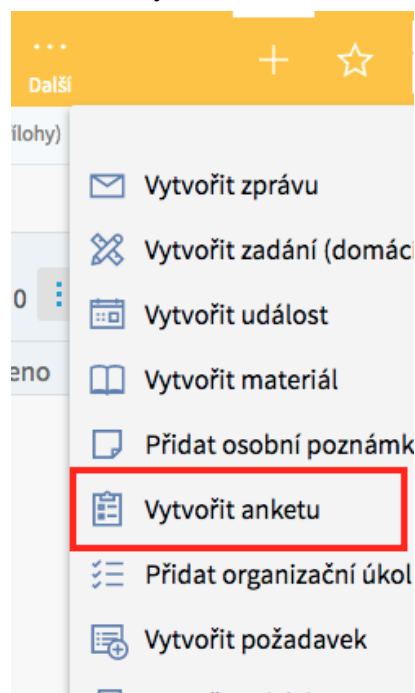 Další
ílohy)
Vytvořit zprávu
Vytvořit zadání (domácí
0
Vytvořit událost
eno
Vytvořit materiál
Přidat osobní poznámk
Vytvořit anketu
Přidat organizační úkol
Vytvořit požadavek